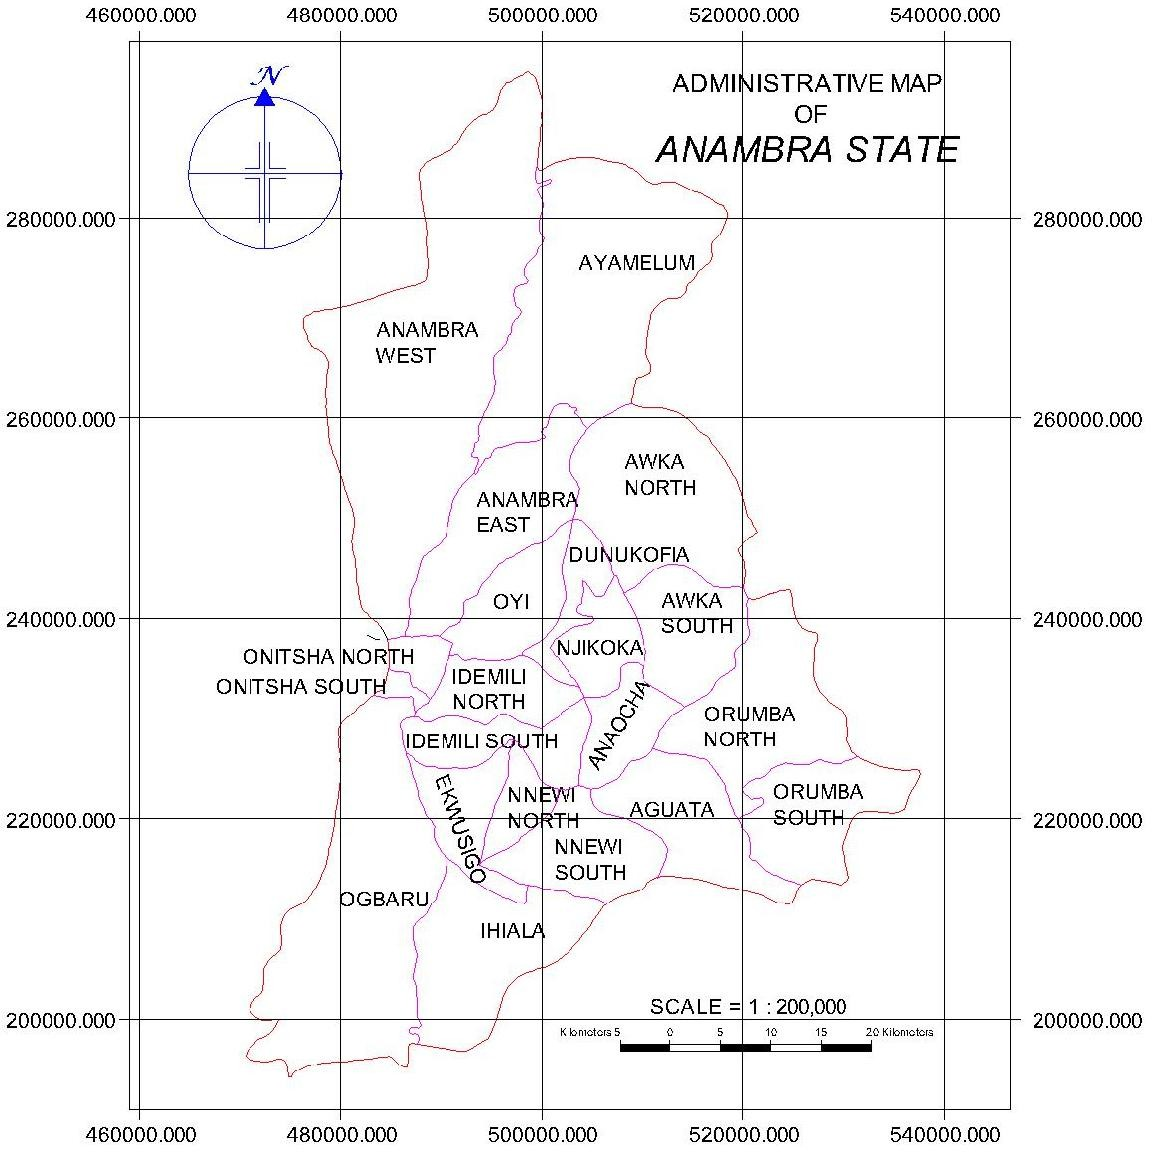 460000.000 480000.000 500000.000 520000.000 540000.000
N
ADMINISTRATIVE MAP
OF
ANAMBRA STATE
280000.000 280000.000
AYAMELUM
ANAMBRA
WEST
260000.000 260000.000
AWKA
NORTH
ANAMBRA
EAST
DUNUKOFIA
OYI
AWKA
SOUTH
240000.000 240000.000
NJIKOKA
ONITSHA NORTH
ONITSHA SOUTH
IDEMILI
NORTH
ANAOCHA
ORUMBA
NORTH
IDEMILI SOUTH
EKWUSIGO
NNEWI
NORTH
AGUATA
ORUMBA
SOUTH
220000.000 220000.000
NNEWI
SOUTH
OGBARU
IHIALA
SCALE = 1 : 200,000
200000.000 200000.000
Kilometers 5 0 5 10 15 20 Kilometers
460000.000 480000.000 500000.000 520000.000 540000.000